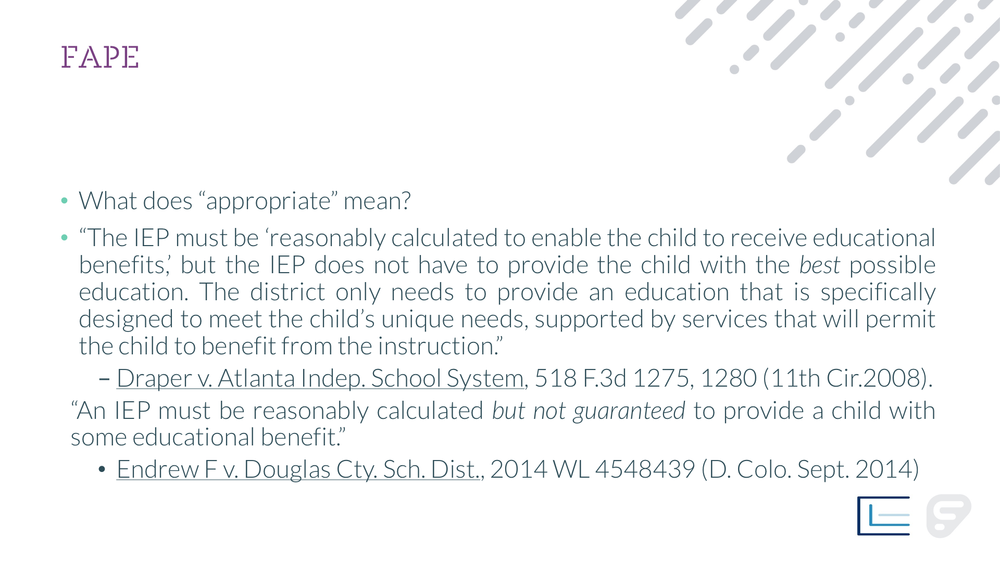 FAPE
• What does “appropriate” mean?
• “The IEP must be ‘reasonably calculated to enable the child to receive educational
benefits,’ but the IEP does not have to provide the child with the best possible
education. The district only needs to provide an education that is specifically
designed to meet the child’s unique needs, supported by services that will permit
the child to benefit from the instruction.”
– Draper v. Atlanta Indep. School System, 518 F.3d 1275, 1280 (11th Cir.2008).
“An IEP must be reasonably calculated but not guaranteed to provide a child with
some educational benefit.”
• Endrew F v. Douglas Cty. Sch. Dist., 2014 WL 4548439 (D. Colo. Sept. 2014)